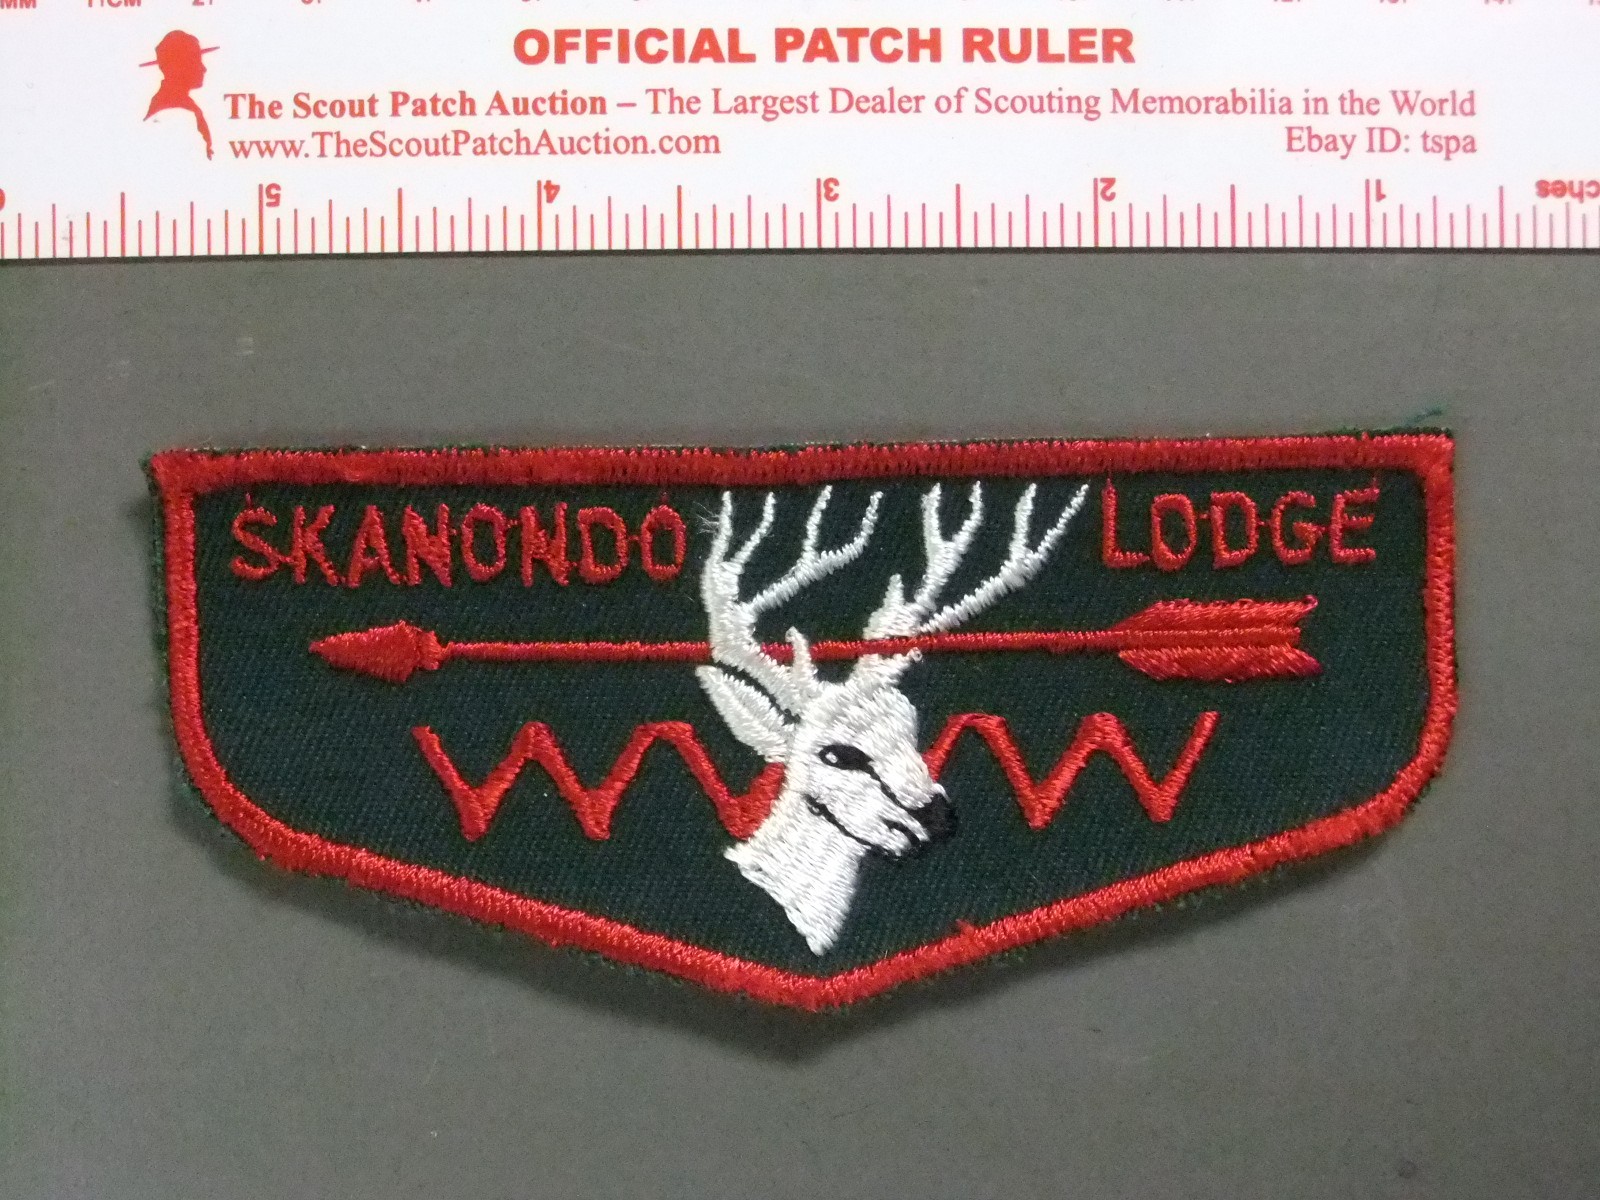 OFFICIAL PATCH RULER
The Scout Patch Auction – The Largest Dealer of Scouting Memorabilia in the World
www.TheScoutPatchAuction.com Ebay ID: tspa
5 4 3 2 1
SKANONDO LODGE
WWW